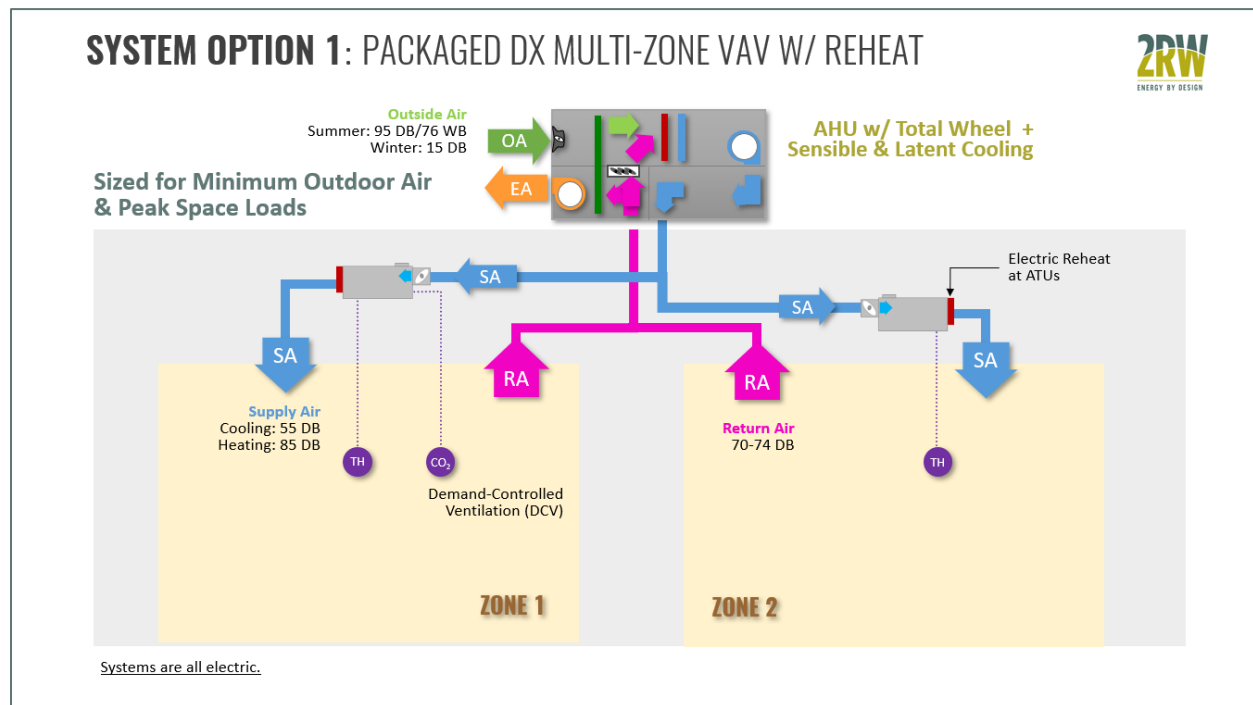 SYSTEM OPTION 1: PACKAGED DX MULTI-ZONE VAV W/ REHEAT
2RW
ENERGY BY DESIGN
Outside Air
Summer: 95 DB/76 WB
Winter: 15 DB
OA
EA
AHU w/ Total Wheel +
Sensible & Latent Cooling
Sized for Minimum Outdoor Air
& Peak Space Loads
SA
SA
Electric Reheat
at ATUs
SA
RA
RA
SA
Supply Air
Cooling: 55 DB
Heating: 85 DB
Return Air
70-74 DB
TH
CO₂
TH
Demand-Controlled
Ventilation (DCV)
ZONE 1
ZONE 2
Systems are all electric.